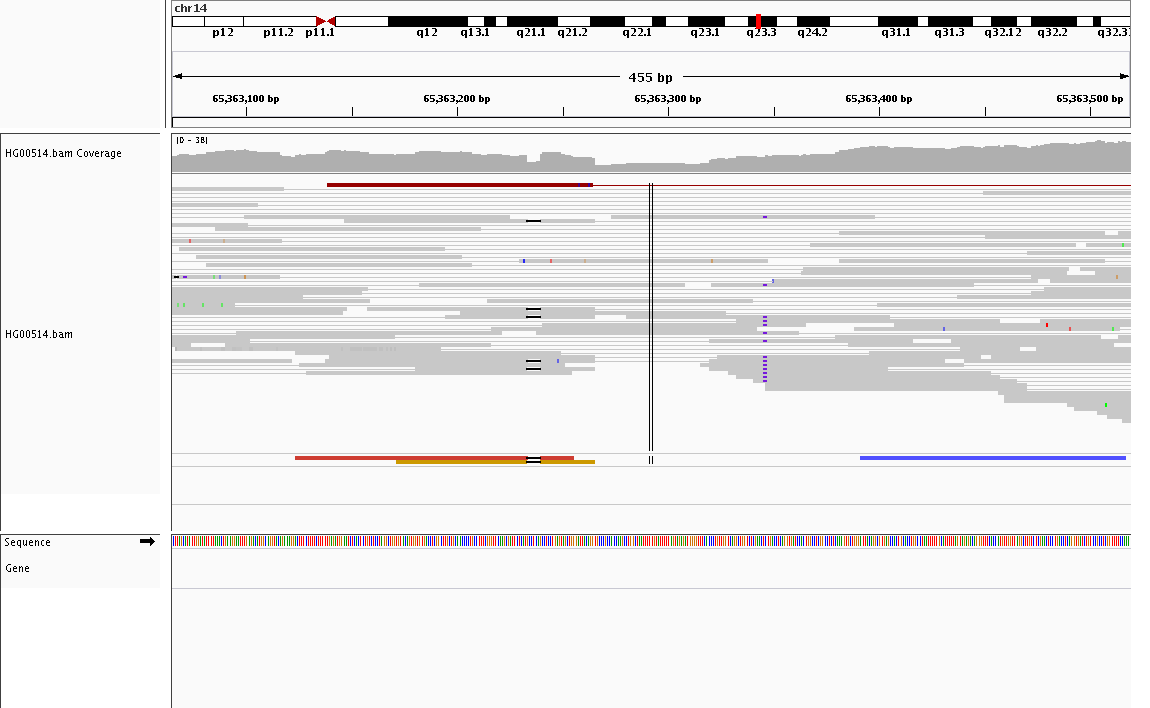 chr14
p12 p11.2 p11.1 q12 q13.1 q21.1 q21.2 q22.1 q23.1 q23.3 q24.2 q31.1 q31.3 q32.12 q32.2 q32.31
455 bp
65,363,100 bp 65,363,200 bp 65,363,300 bp 65,363,400 bp 65,363,500 bp
[0 - 38]
HG00514.bam Coverage
HG00514.bam
Sequence
Gene